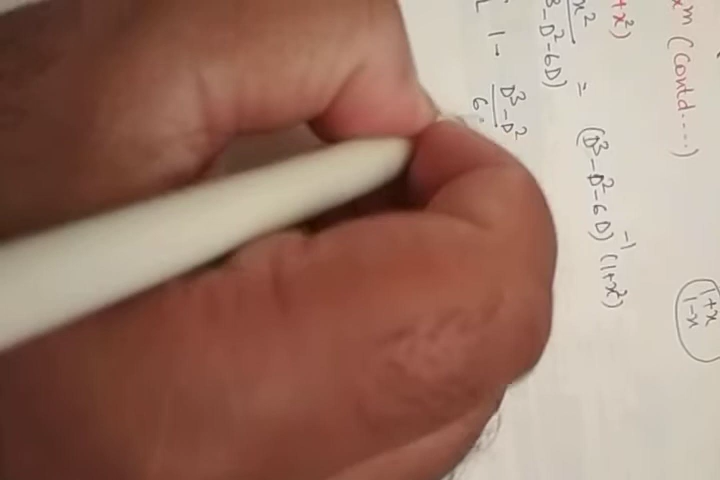 x^m (Contd....)
+x²)
1+x
1-x
x²
3-D²-6D) = (D³-D²-6D)⁻¹ (1+x²)
1 - D³-D²
6